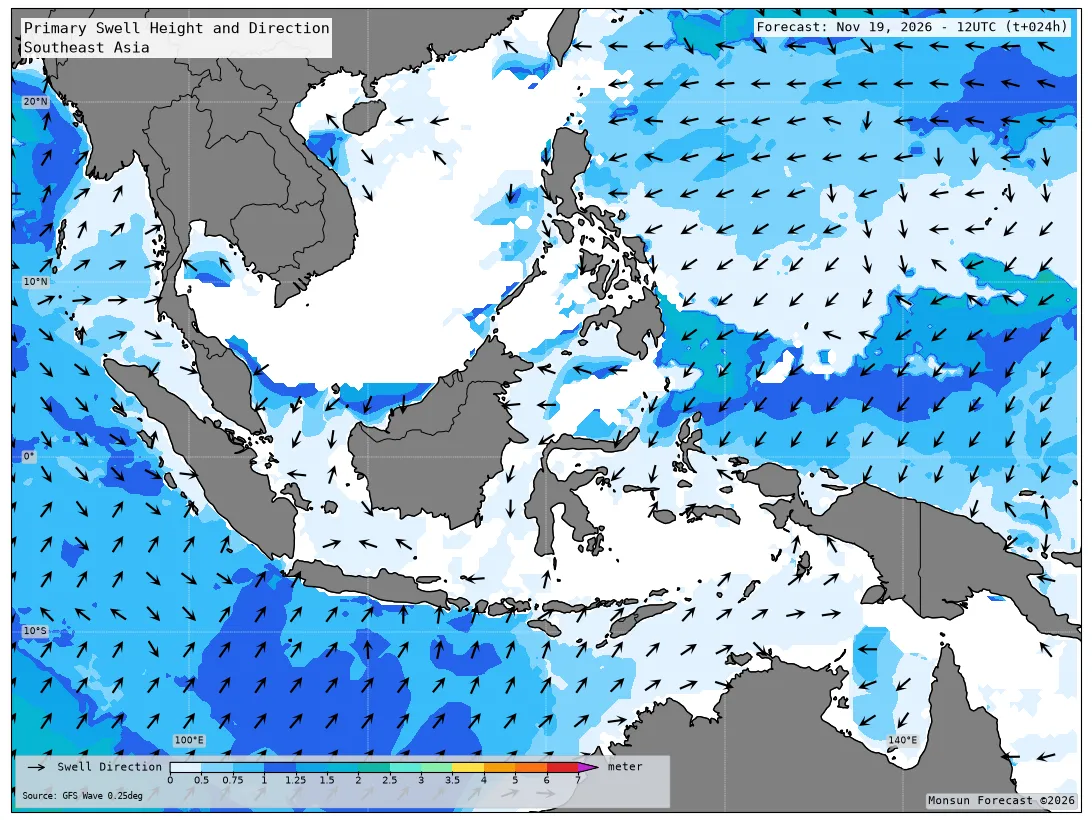 Primary Swell Height and Direction
Southeast Asia
Forecast: Nov 19, 2026 - 12UTC (t+024h)
20°N
10°N
0°
10°S
100°E
140°E
Swell Direction
0 0.5 0.75 1 1.25 1.5 2 2.5 3 3.5 4 5 6 7
meter
Source: GFS Wave 0.25deg
Monsun Forecast ©2026